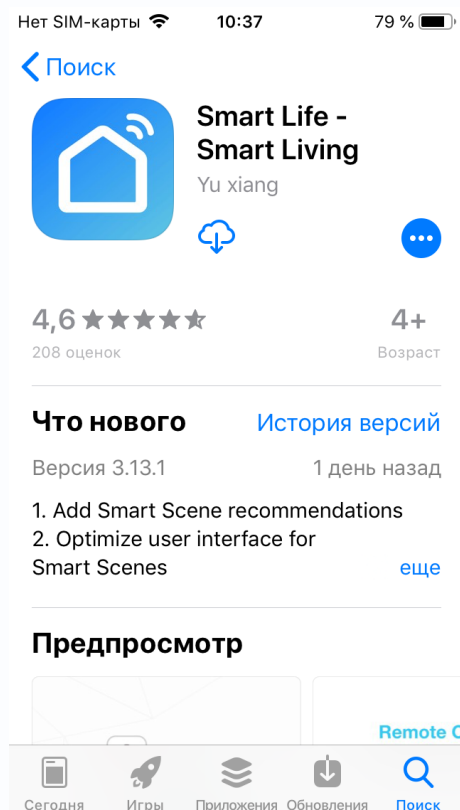 Нет SIM-карты 10:37 79 %
Поиск
Smart Life -
Smart Living
Yu xiang
4,6 4+
208 оценок Возраст
Что нового История версий
Версия 3.13.1 1 день назад
1. Add Smart Scene recommendations
2. Optimize user interface for
Smart Scenes еще
Предпросмотр
Remote
Сегодня Игры Приложения Обновления Поиск